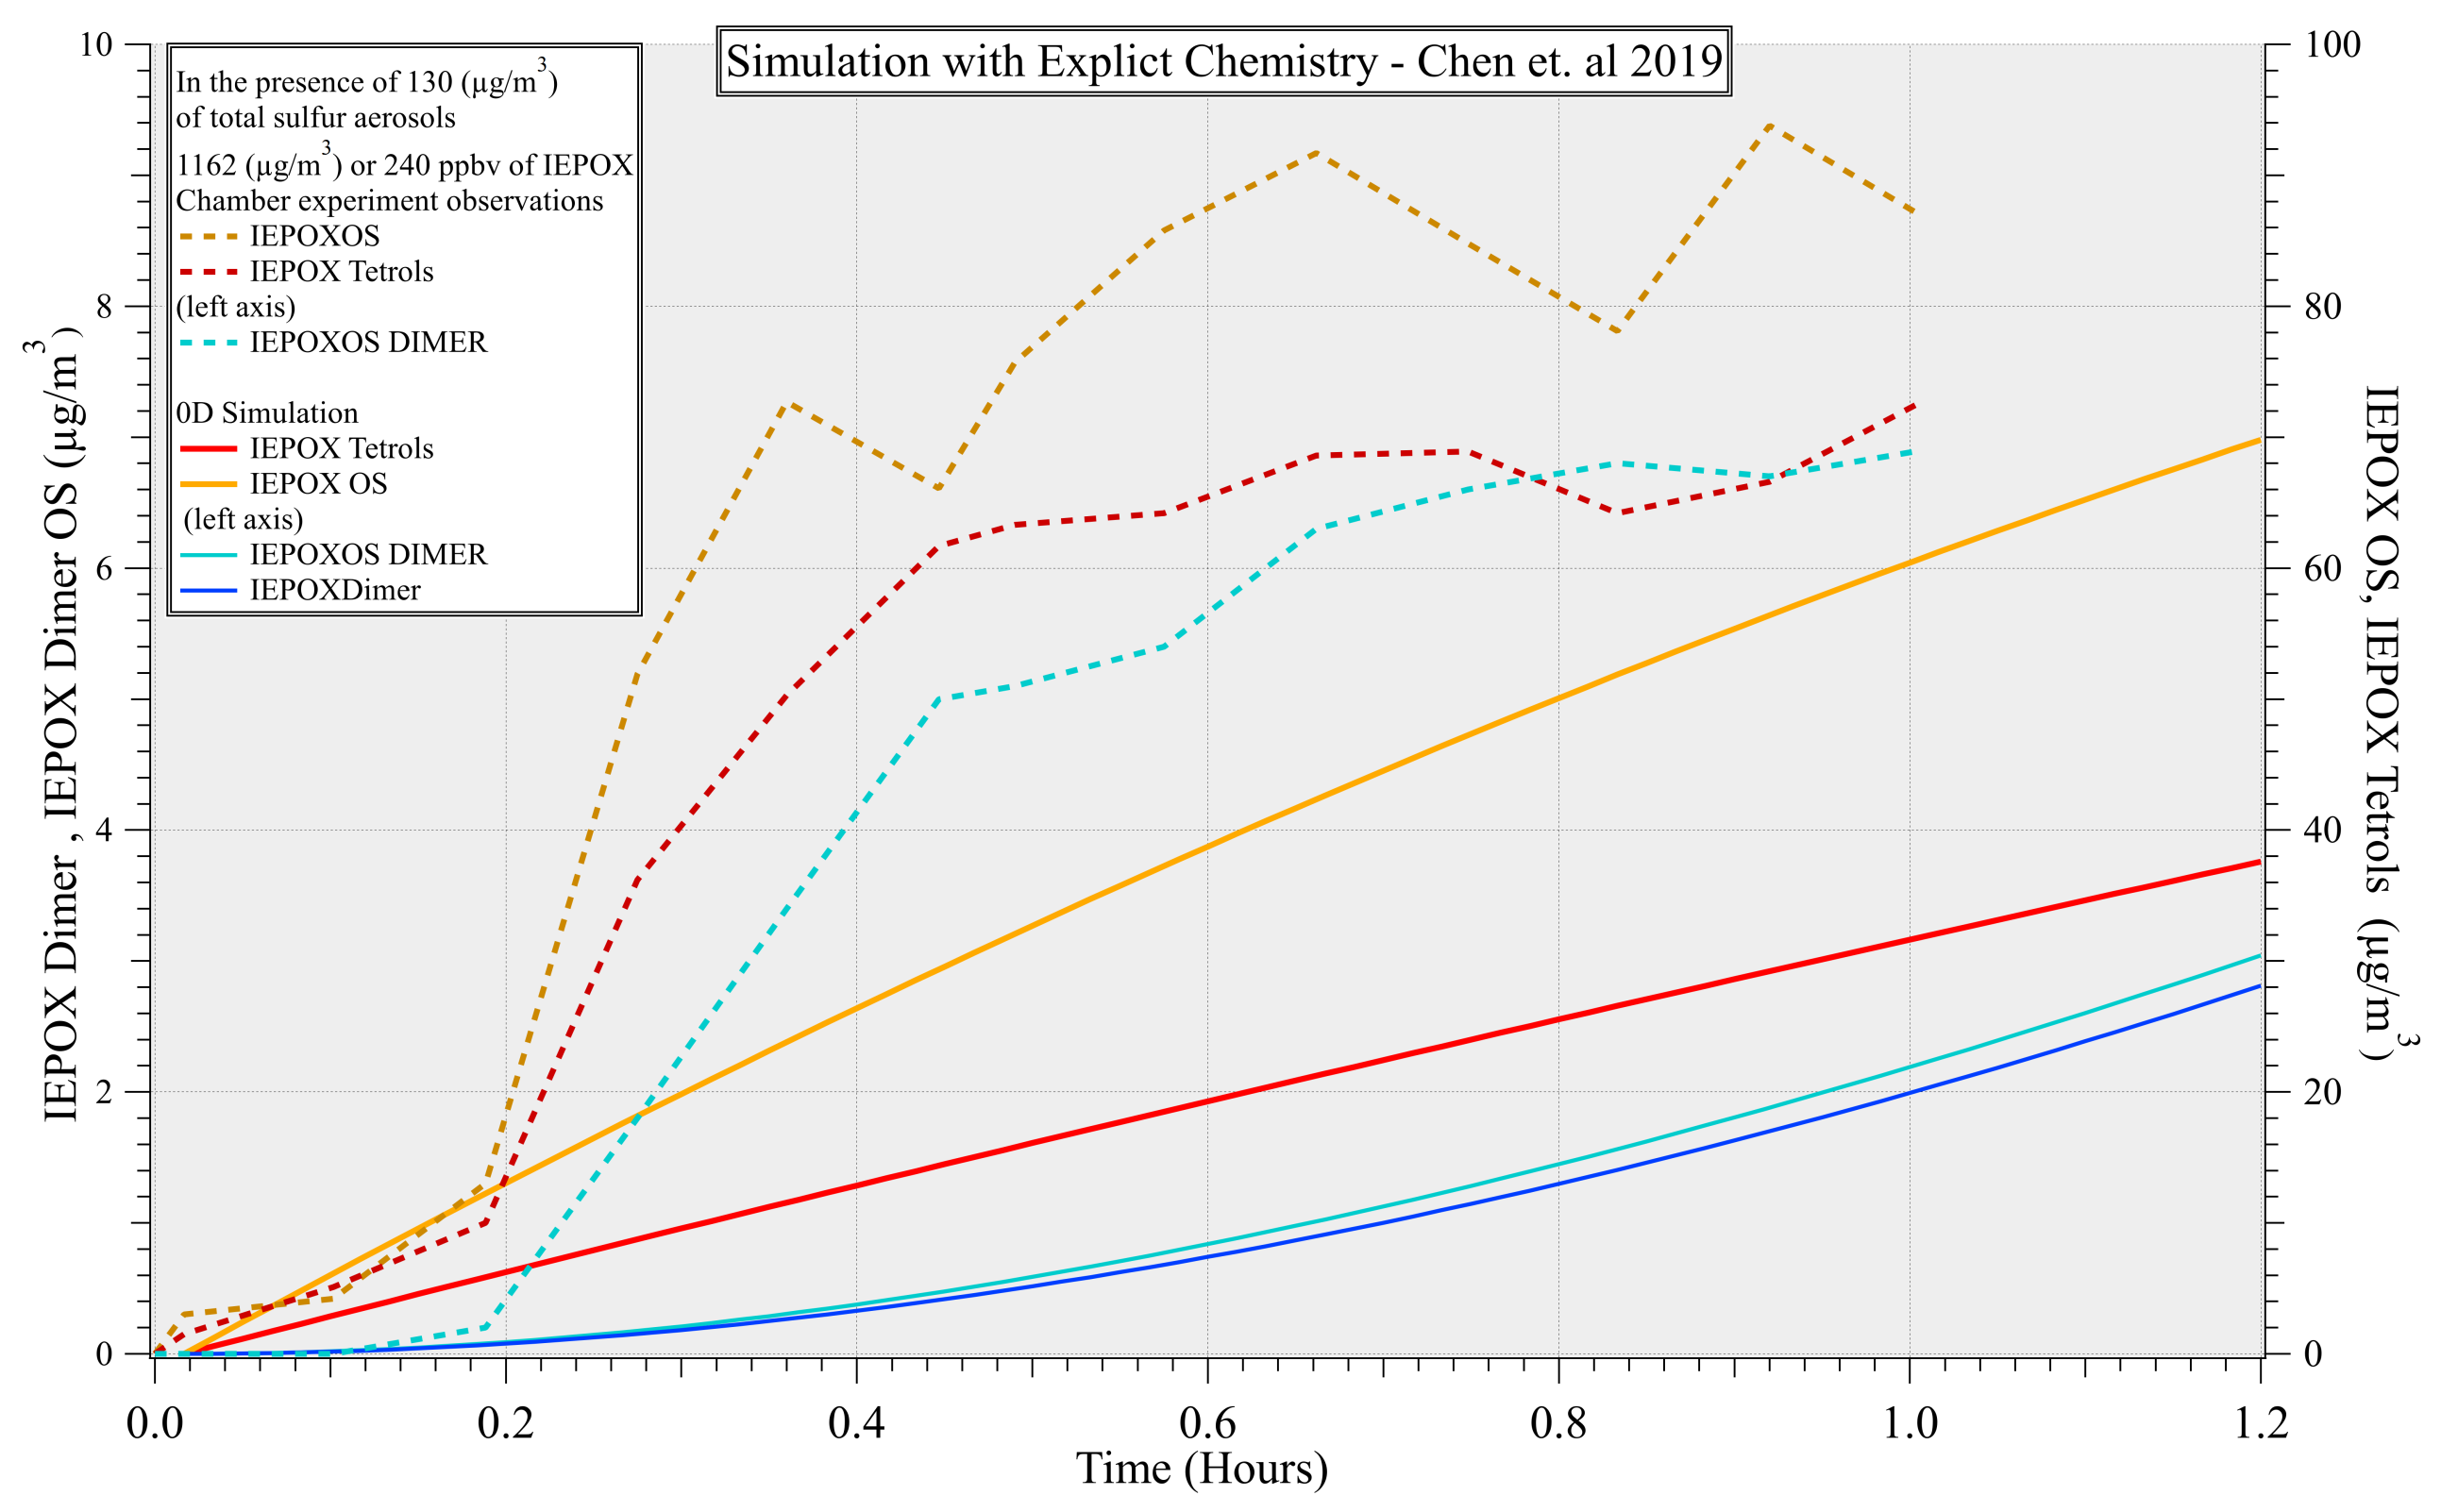 Simulation with Explict Chemistry - Chen et. al 2019
In the presence of 130 (µg/m³)
of total sulfur aerosols
1162 (µg/m³) or 240 ppbv of IEPOX
Chamber experiment observations
IEPOXOS
IEPOX Tetrols
(left axis)
IEPOXOS DIMER
0D Simulation
IEPOX Tetrols
IEPOX OS
(left axis)
IEPOXOS DIMER
IEPOXDimer
IEPOX Dimer , IEPOX Dimer OS (µg/m³ )
10
8
6
4
2
0
100
80
60
40
20
0
IEPOX OS, IEPOX Tetrols (µg/m³ )
0.0 0.2 0.4 0.6 0.8 1.0 1.2
Time (Hours)